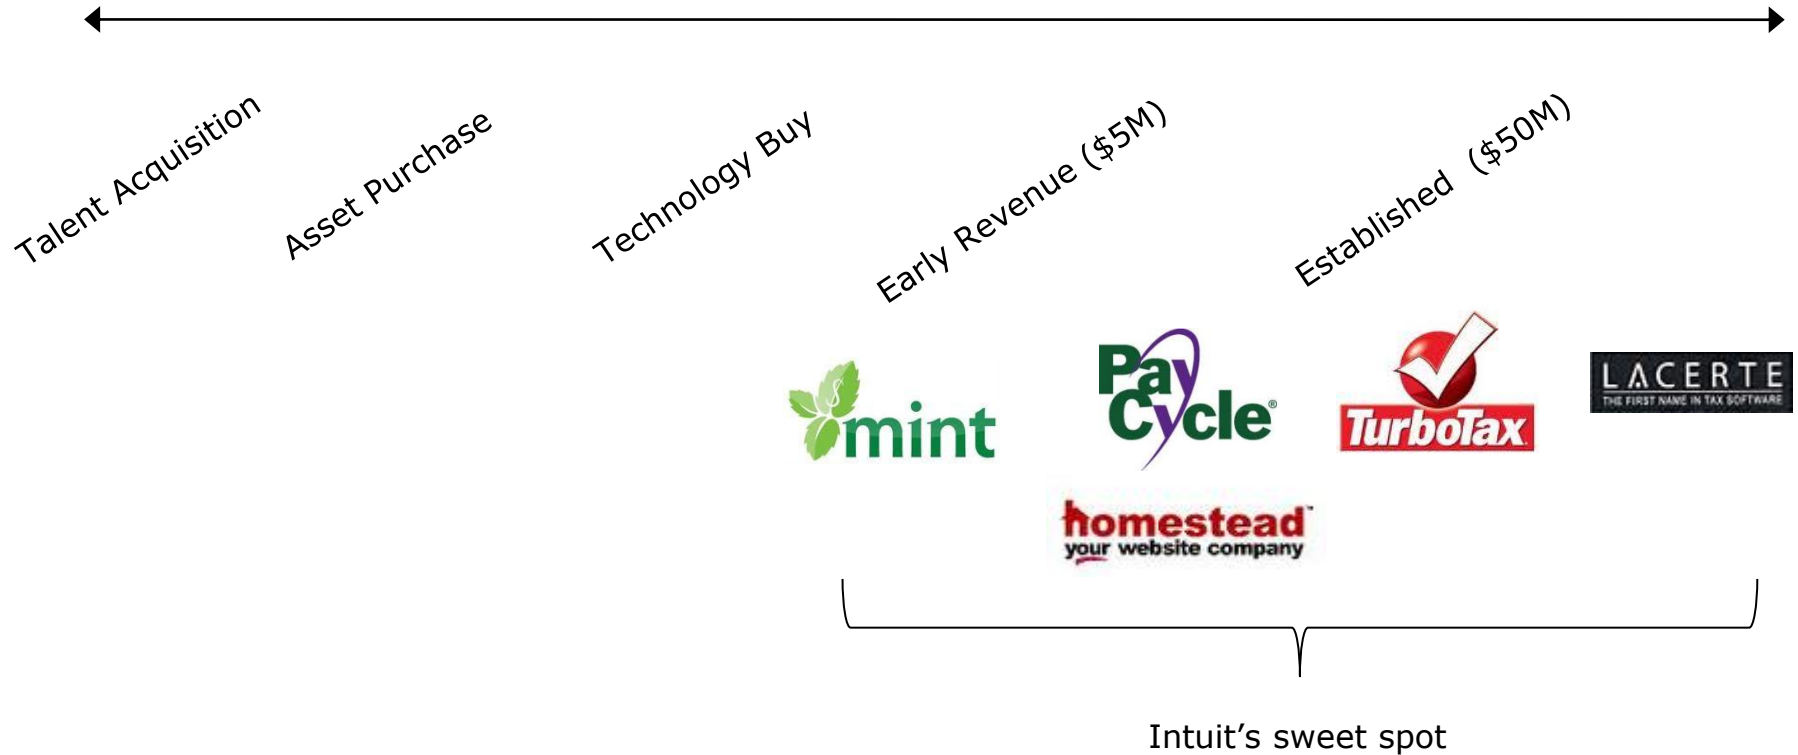 Talent Acquisition
Asset Purchase
Technology Buy
Early Revenue ($5M)
Established ($50M)
mint
PayCycle®
TurboTax
LACERTE
THE FIRST NAME IN TAX SOFTWARE
homestead™
your website company
Intuit’s sweet spot